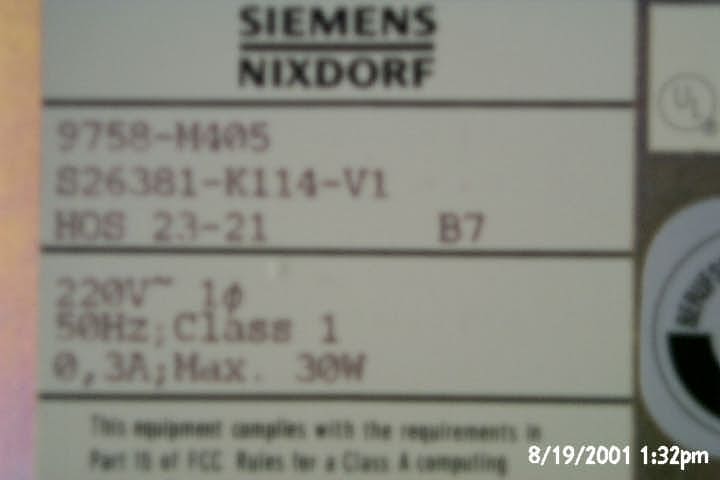 SIEMENS
NIXDORF
9758-M405
S26381-K114-V1
HOS 23-21 B7
220V~ 1ϕ
50Hz;Class 1
0,3A;Max. 30W
This equipment complies with the requirements in
Part 15 of FCC Rules for a Class A computing
UL
8/19/2001 1:32pm